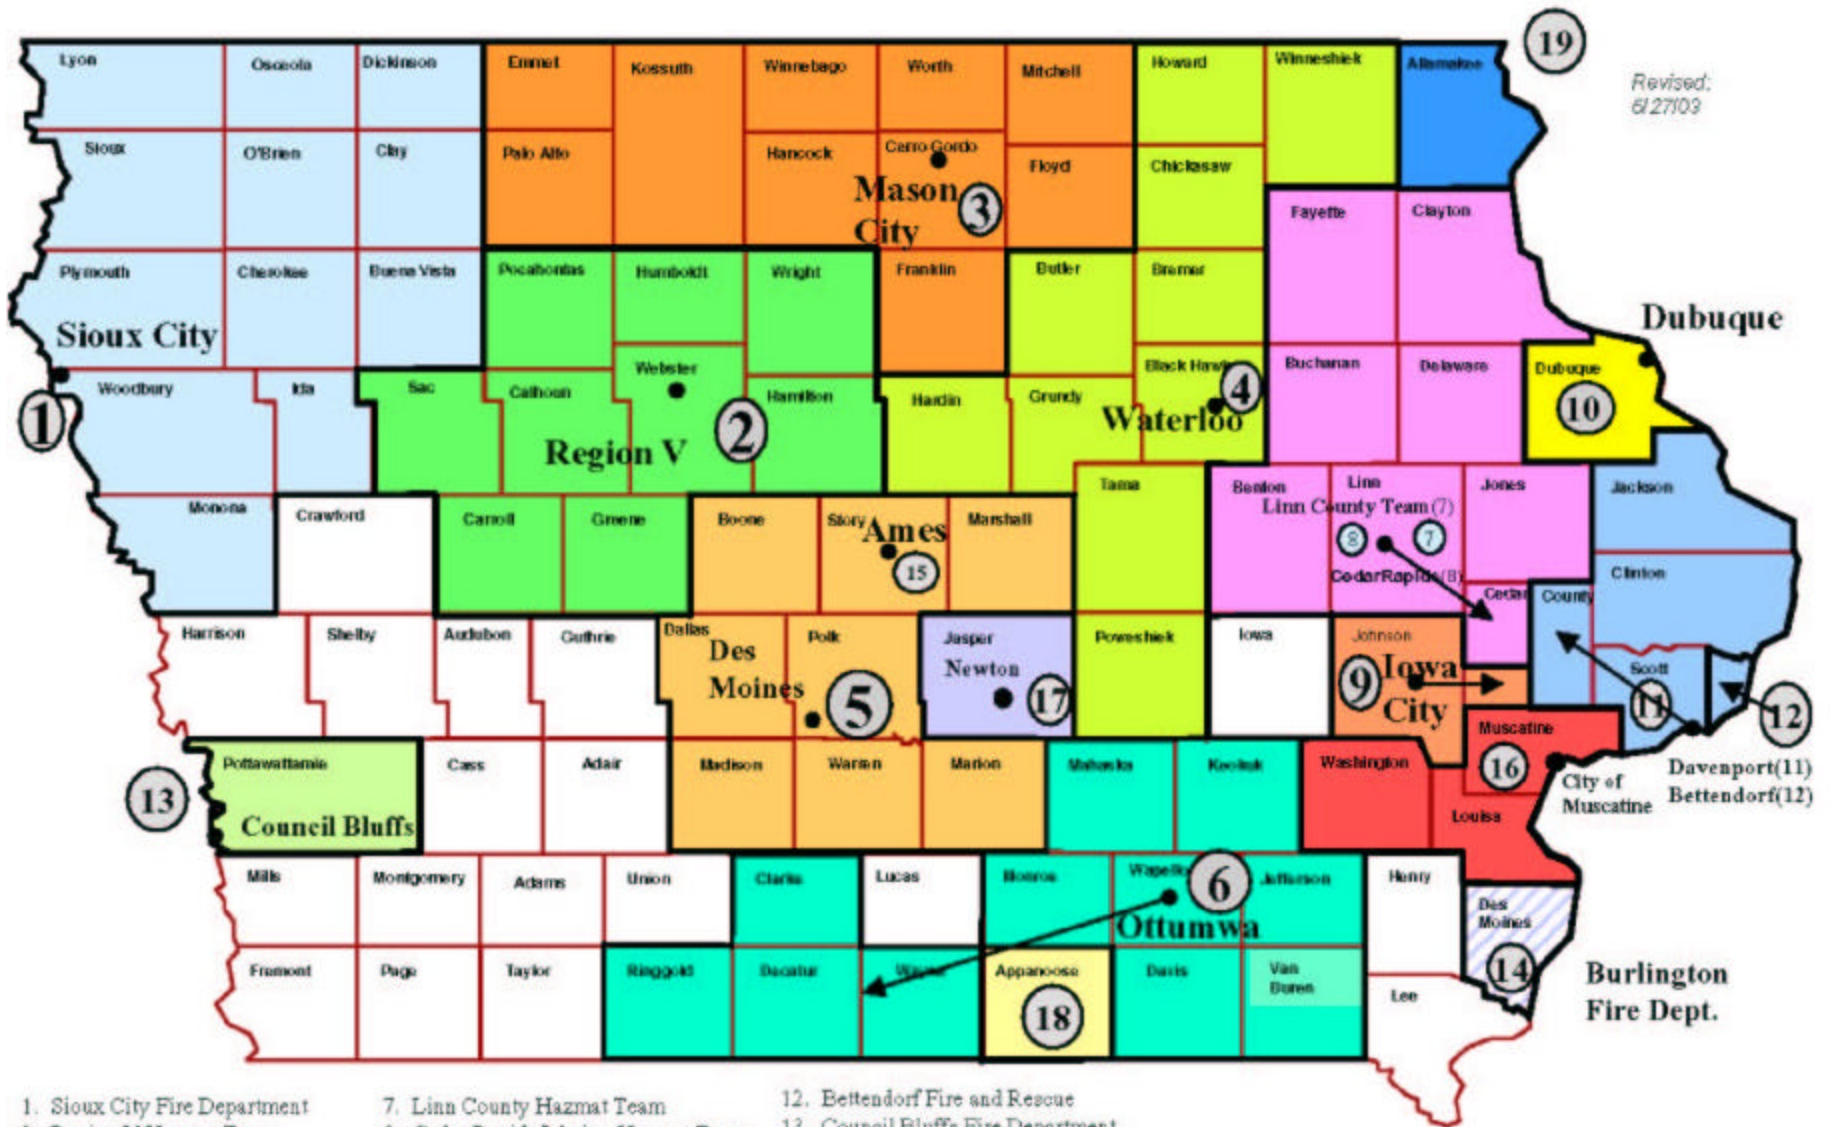 19
Revised:
6/27/03
Lyon
Osceola
Dickinson
Emmet
Kossuth
Winnebago
Worth
Mitchell
Howard
Winneshiek
Allamakee
Sioux
O'Brien
Clay
Palo Alto
Hancock
Cerro Gordo
Floyd
Chickasaw
Mason
City
3
Fayette
Clayton
Plymouth
Cherokee
Buena Vista
Pocahontas
Humboldt
Wright
Franklin
Butler
Bremer
Sioux City
Dubuque
Woodbury
Ida
Sac
Calhoun
Webster
Hamilton
Hardin
Grundy
Black Hawk
4
Waterloo
Buchanan
Delaware
Dubuque
10
1
Region V
2
Monona
Crawford
Carroll
Greene
Boone
Story
Ames
15
Marshall
Tama
Benton
Linn
Linn County Team (7)
8
7
Cedar Rapids(8)
Jones
Jackson
Clinton
Cedar
County
Harrison
Shelby
Audubon
Guthrie
Dallas
Des
Moines
Polk
5
Jasper
Newton
17
Poweshiek
Iowa
Johnson
9
Iowa
City
Scott
11
12
Muscatine
16
City of
Muscatine
Davenport(11)
Bettendorf(12)
13
Pottawattamie
Council Bluffs
Cass
Adair
Madison
Warren
Marion
Mahaska
Keokuk
Washington
Louisa
Mills
Montgomery
Adams
Union
Clarke
Lucas
Monroe
Wapello
6
Jefferson
Ottumwa
Henry
Des
Moines
14
Burlington
Fire Dept.
Fremont
Page
Taylor
Ringgold
Decatur
Wayne
Appanoose
18
Davis
Van
Buren
Lee
1. Sioux City Fire Department
7. Linn County Hazmat Team
12. Bettendorf Fire and Rescue
13. Council Bluffs Fire Department